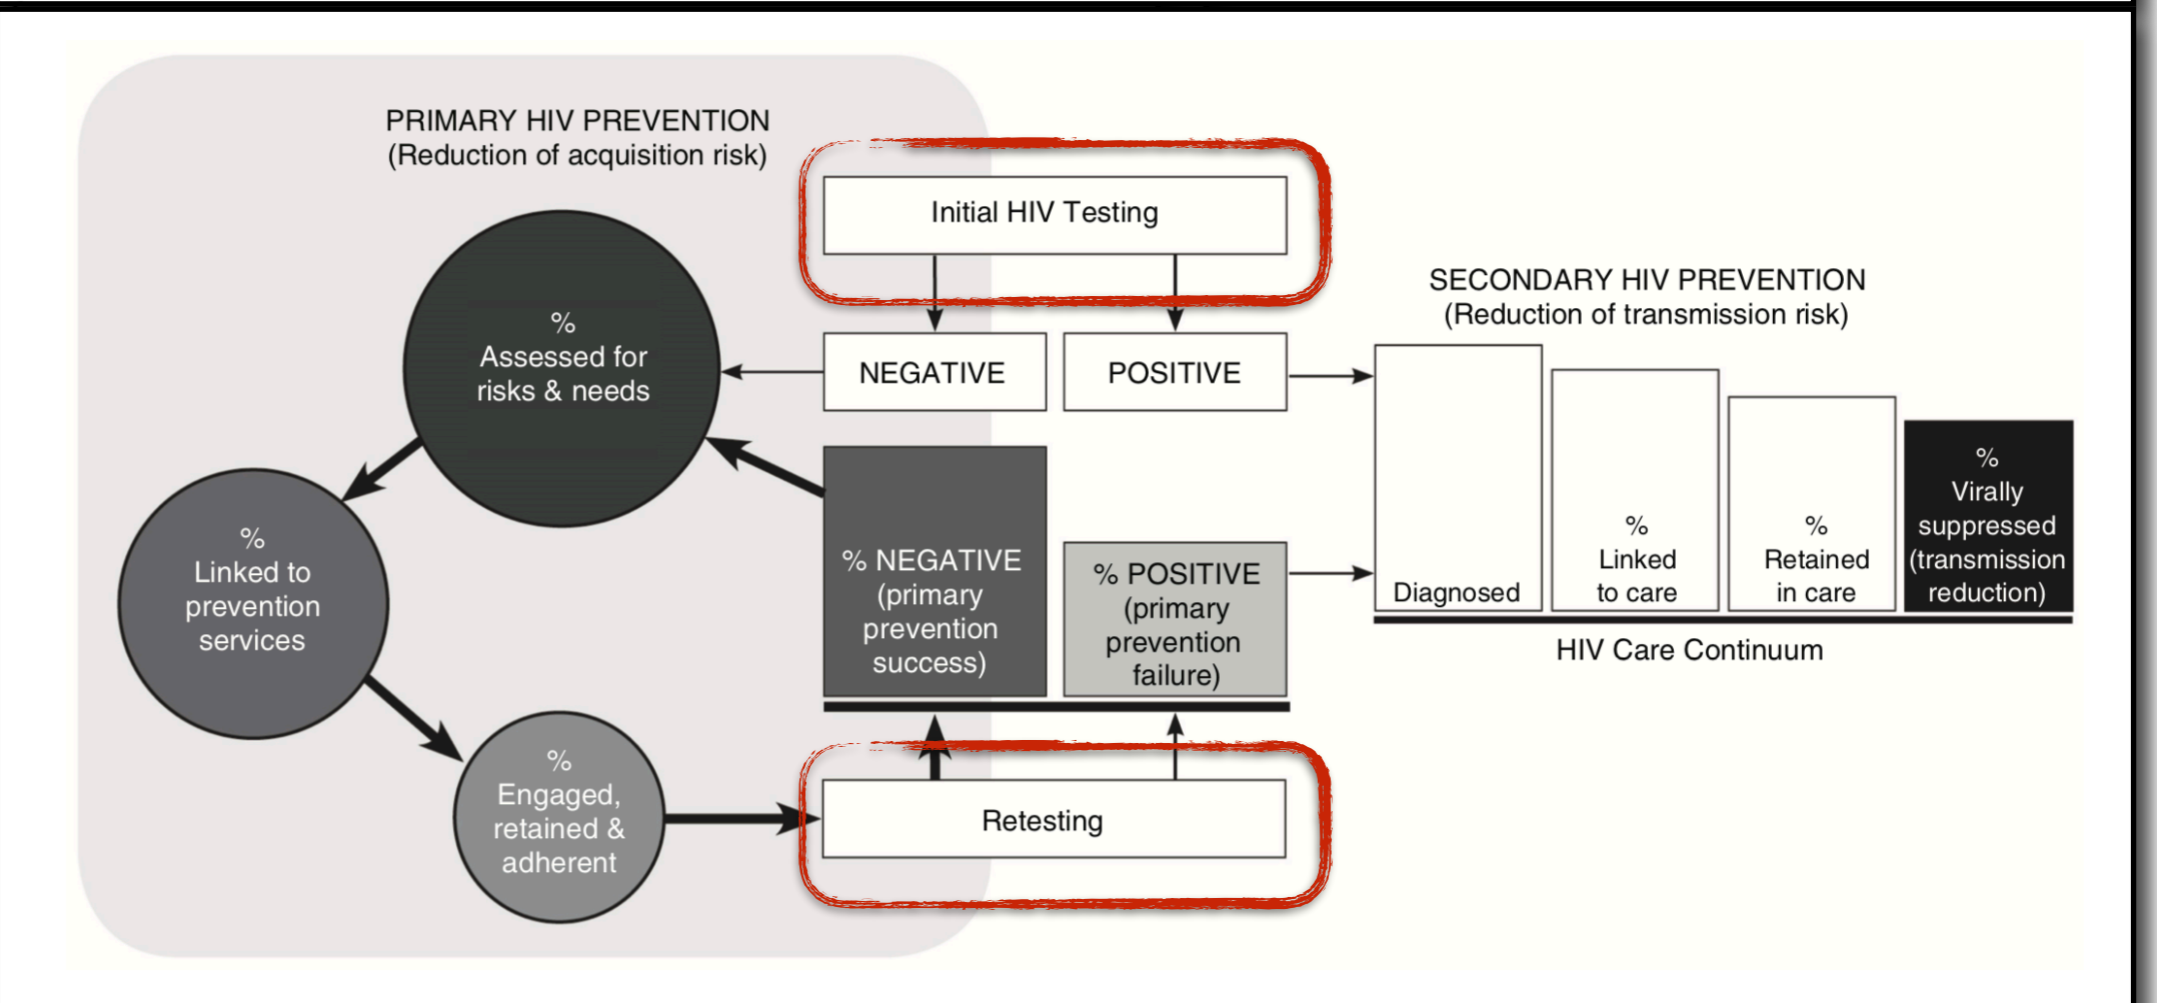 PRIMARY HIV PREVENTION
(Reduction of acquisition risk)
Initial HIV Testing
NEGATIVE
POSITIVE
SECONDARY HIV PREVENTION
(Reduction of transmission risk)
%
Assessed for
risks & needs
%
Linked to
prevention
services
%
Engaged,
retained &
adherent
% NEGATIVE
(primary
prevention
success)
% POSITIVE
(primary
prevention
failure)
Retesting
Diagnosed
%
Linked
to care
%
Retained
in care
%
Virally
suppressed
(transmission
reduction)
HIV Care Continuum